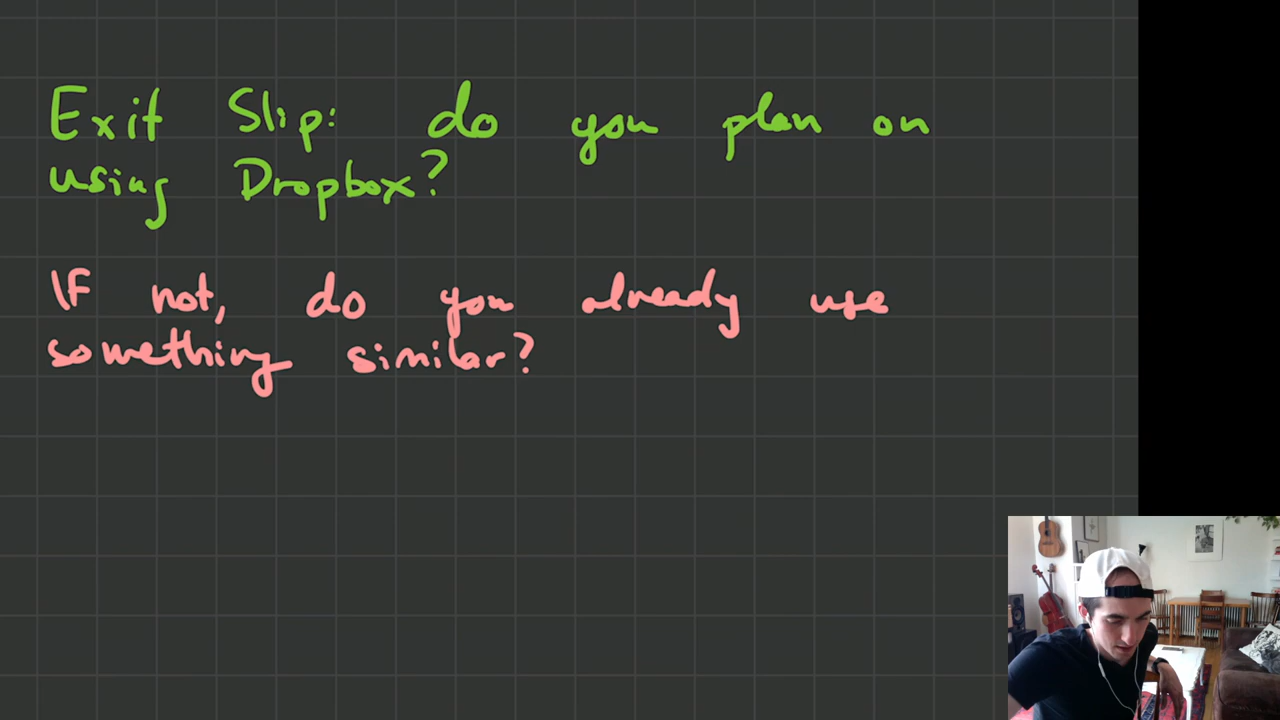 Exit Slip: do you plan on
using Dropbox?
If not, do you already use
something similar?